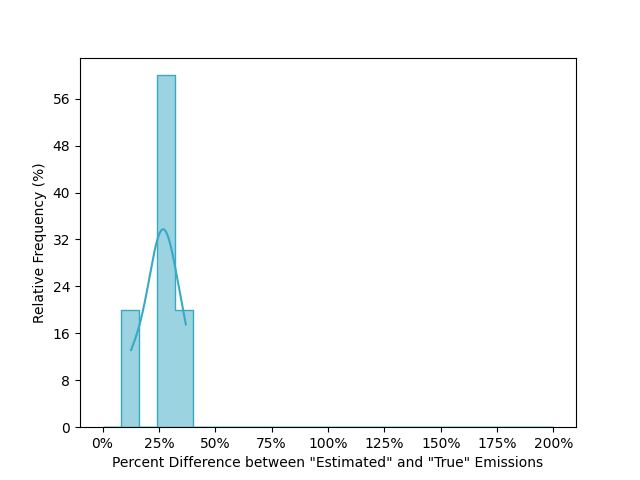 56
48
40
32
24
16
8
0
Relative Frequency (%)
0% 25% 50% 75% 100% 125% 150% 175% 200%
Percent Difference between "Estimated" and "True" Emissions